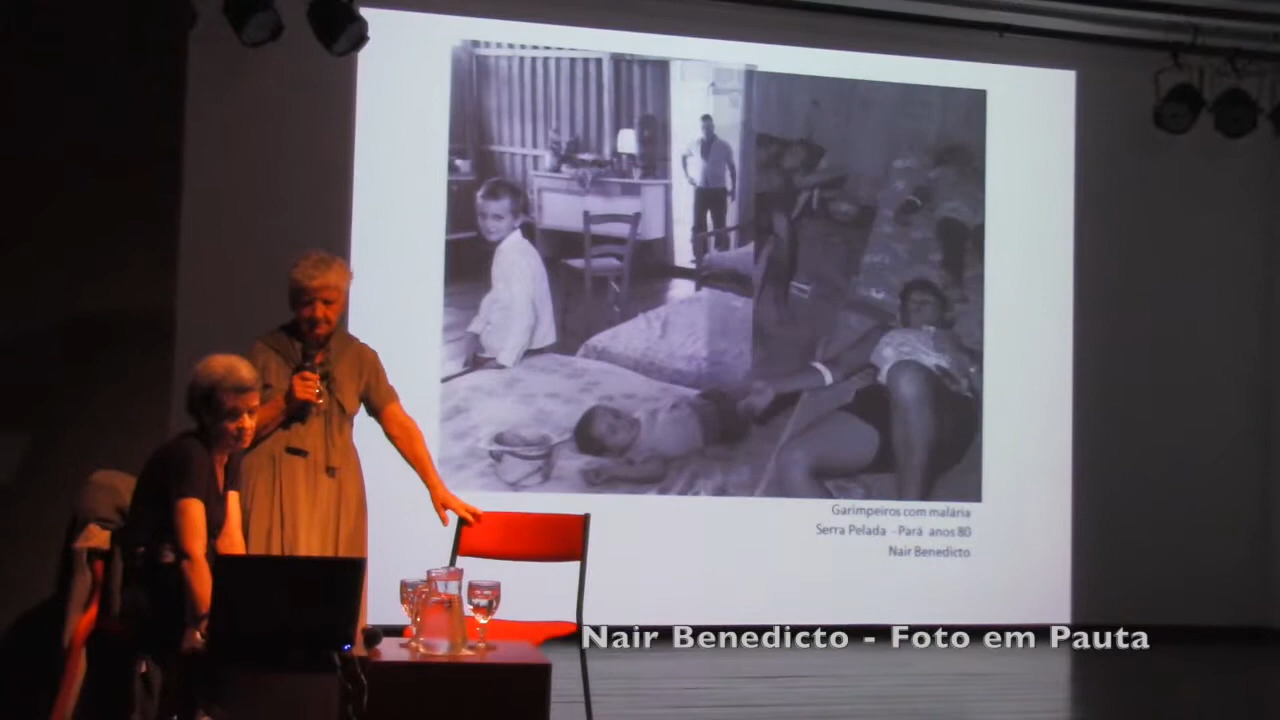 Garimpeiros com malária
Serra Pelada - Pará anos 80
Nair Benedicto
Nair Benedicto - Foto em Pauta